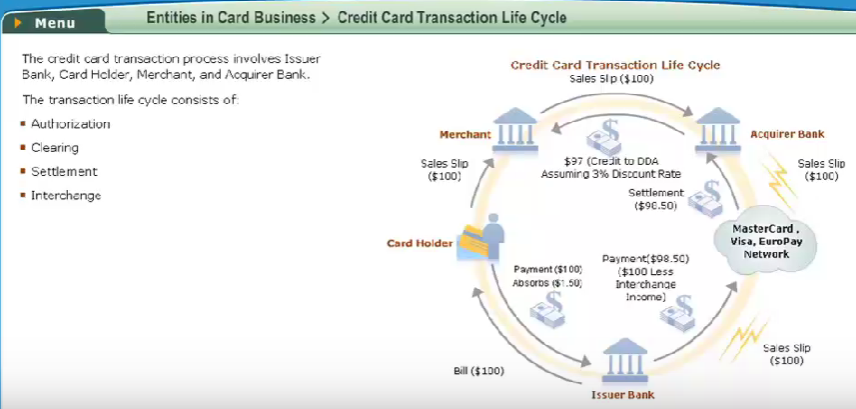 Menu
Entities in Card Business > Credit Card Transaction Life Cycle
The credit card transaction process involves Issuer
Bank, Card Holder, Merchant, and Acquirer Bank.
The transaction life cycle consists of:
Authorization
Clearing
Settlement
Interchange
Credit Card Transaction Life Cycle
Sales Slip ($100)
Merchant
Acquirer Bank
$97 (Credit to DDA
Assuming 3% Discount Rate
Sales Slip
($100)
Sales Slip
($100)
Settlement
($98.50)
MasterCard ,
Visa, EuroPay
Network
Card Holder
Payment($98.50)
($100 Less
Interchange
Income)
Payment ($100)
Absorbs ($1.50)
Sales Slip
($100)
Bill ($100)
Issuer Bank